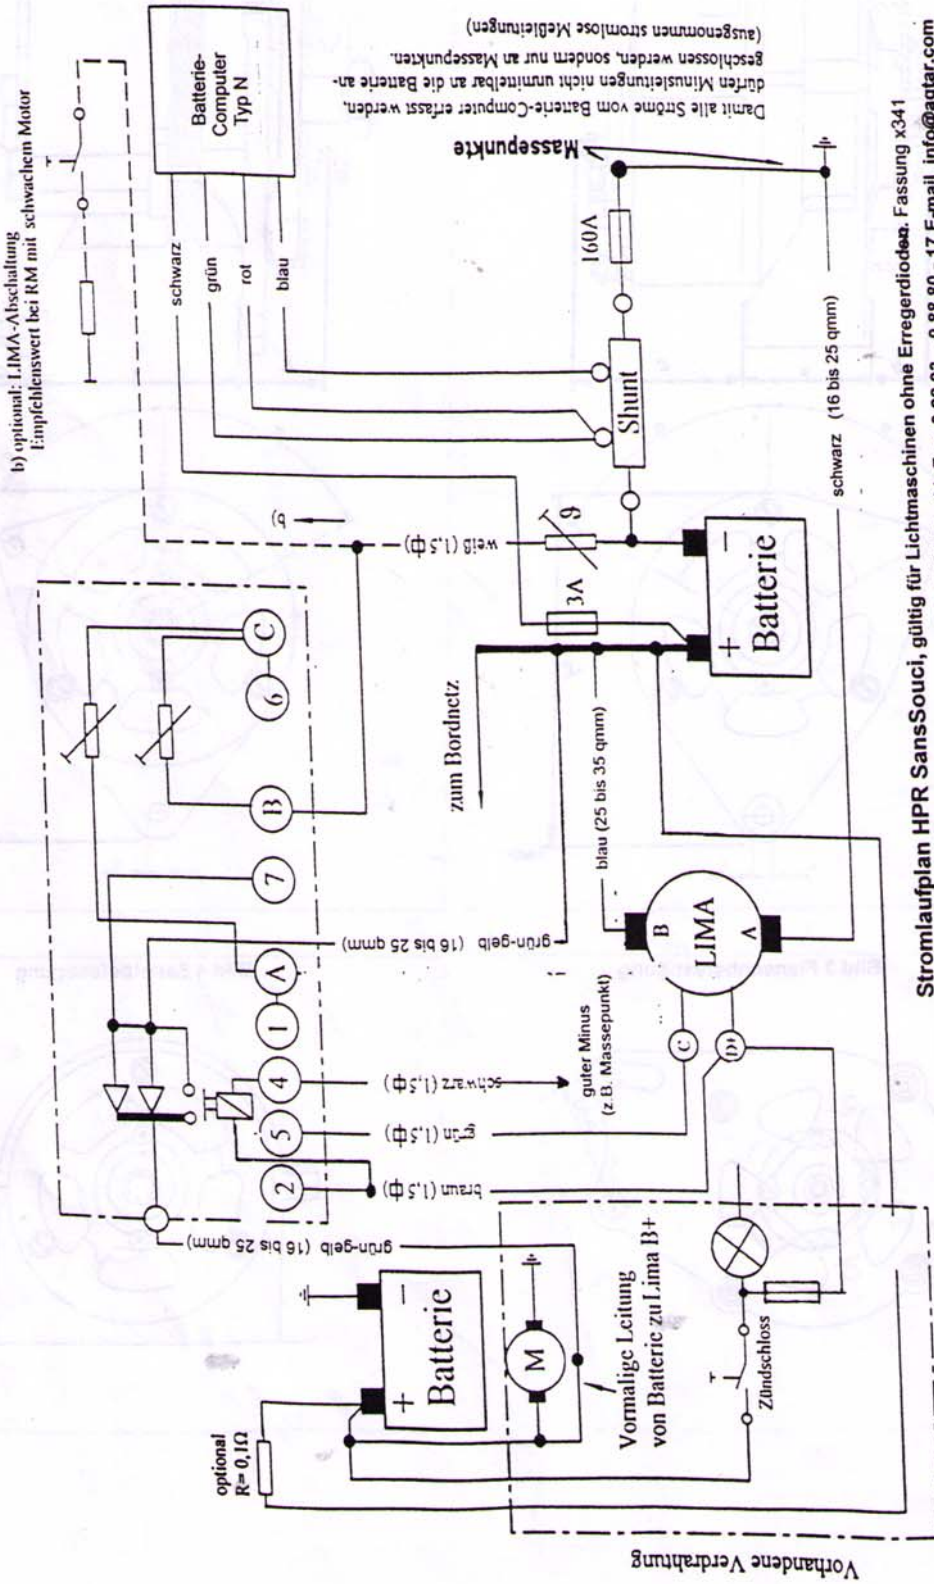 b) optional: LIMA-Abschaltung
Empfehlenswert bei RM mit schwachem Motor
Batterie-
Computer
Typ N
schwarz
grün
rot
blau
Damit alle Ströme vom Batterie-Computer erfasst werden,
dürfen Minusleitungen nicht unmittelbar an die Batterie an-
geschlossen werden, sondern nur an Massepunkten.
(ausgenommen stromlose Meßleitungen)
Massepunkte
160A
Shunt
b)
weiß (1,5 ф)
ϑ
3A
+
−
Batterie
zum Bordnetz
blau (25 bis 35 qmm)
schwarz (16 bis 25 qmm)
C
6
B
7
A
1
4
5
2
grün-gelb (16 bis 25 qmm)
schwarz (1,5 ф)
grün (1,5 ф)
braun (1,5 ф)
guter Minus
(z.B. Massepunkt)
B
LIMA
A
C
D+
grün-gelb (16 bis 25 qmm)
optional
R= 0,1Ω
+
−
Batterie
M
Vormalige Leitung
von Batterie zu Lima B+
Zündschloss
Vorhandene Verdrahtung
Stromlaufplan HPR SansSouci, gültig für Lichtmaschinen ohne Erregerdioden. Fassung x341
17 E-mail info@aqtar.com